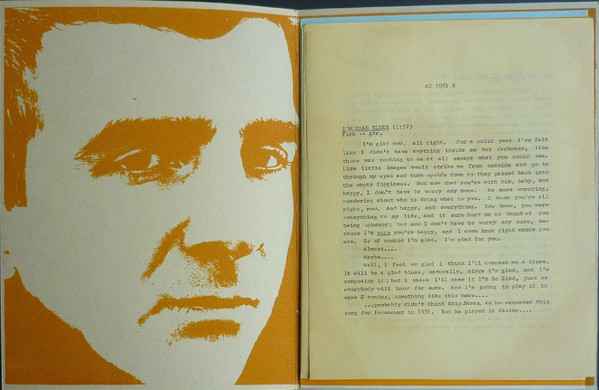 AD 1001 B
I'M GLAD BLUES (1:52)
Firk -- gtr.
I'm glad now, all right. For a solid year I've felt
like I didn't have anything inside me but darkness, like
there was nothing to me at all except what you could see.
Like little images would strike me from outside and go in
through my eyes and turn upside down as they passed back into
the empty fogginess. But now that you're with him, baby, and
happy, I don't have to worry any more. No more worrying,
wondering about who is doing what to you. I know you're all
right, now. And happy, and everything. You know, you were
everything to my life, and it sure hurt me to think of you
being unhappy; but now I don't have to worry any more, be-
cause I'm sure you're happy, and I even know right where you
are. So of course I'm glad. I'm glad for you.
Almost....
Maybe....
Well, I feel so glad I think I'll compose me a blues.
It will be a glad blues, naturally, since I'm glad, and I'm
composing it; but I think I'll name it I'm So Glad, just so
everybody will know for sure. And I'm going to play it in
open G tuning, something like this here....
...probably didn't think Skip James, as he recorded this
song for Paramount in 1931. But he played it faster....